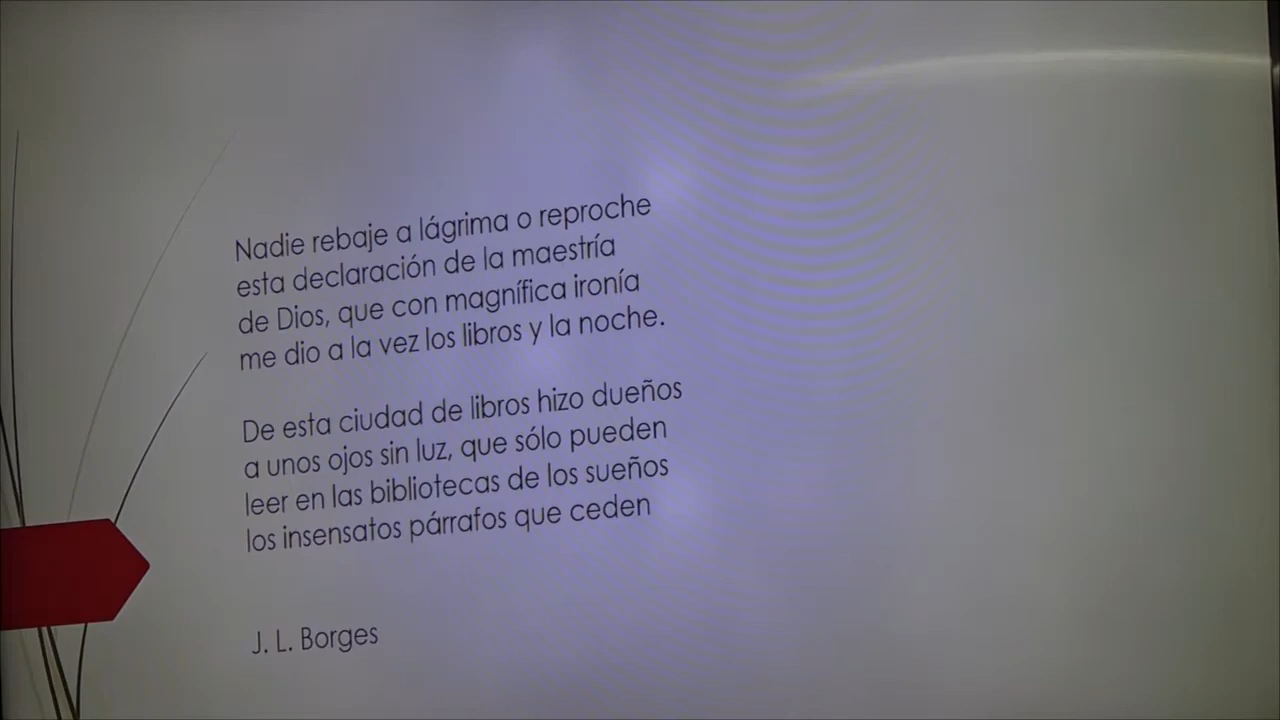 Nadie rebaje a lágrima o reproche
esta declaración de la maestría
de Dios, que con magnífica ironía
me dio a la vez los libros y la noche.
De esta ciudad de libros hizo dueños
a unos ojos sin luz, que sólo pueden
leer en las bibliotecas de los sueños
los insensatos párrafos que ceden
J. L. Borges